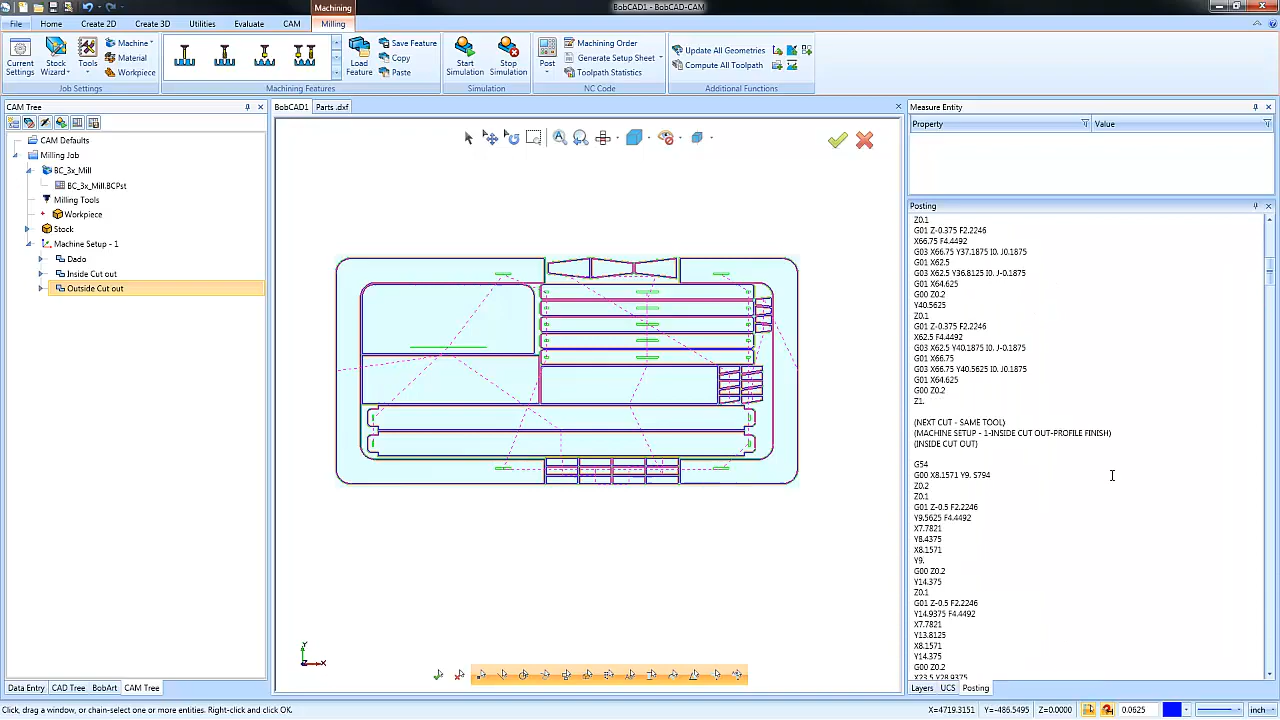 BobCAD1 - BobCAD-CAM
Machining
File Home Create 2D Create 3D Utilities Evaluate CAM Milling
Current Settings
Stock Wizard
Tools
Machine
Material
Workpiece
Job Settings
Load Feature
Save Feature
Copy
Paste
Machining Features
Start Simulation
Stop Simulation
Simulation
Post
Machining Order
Generate Setup Sheet
Toolpath Statistics
NC Code
Update All Geometries
Compute All Toolpath
Additional Functions
CAM Tree
CAM Defaults
Milling Job
BC_3x_Mill
BC_3x_Mill.BCPst
Milling Tools
Workpiece
Stock
Machine Setup - 1
Dado
Inside Cut out
Outside Cut out
Data Entry CAD Tree BobArt CAM Tree
BobCAD1 Parts .dxf
Y
X
Measure Entity
Property Value
Posting
Z0.1
G01 Z-0.375 F2.2246
X66.75 F4.4492
G03 X66.75 Y37.1875 I0. J0.1875
G01 X62.5
G03 X62.5 Y36.8125 I0. J-0.1875
G01 X64.625
G00 Z0.2
Y40.5625
Z0.1
G01 Z-0.375 F2.2246
X62.5 F4.4492
G03 X62.5 Y40.1875 I0. J-0.1875
G01 X66.75
G03 X66.75 Y40.5625 I0. J0.1875
G01 X64.625
G00 Z0.2
Z1.
(NEXT CUT - SAME TOOL)
(MACHINE SETUP - 1-INSIDE CUT OUT-PROFILE FINISH)
(INSIDE CUT OUT)
G54
G00 X8.1571 Y9. S794
Z0.2
Z0.1
G01 Z-0.5 F2.2246
Y9.5625 F4.4492
X7.7821
Y8.4375
X8.1571
Y9.
G00 Z0.2
Y14.375
Z0.1
G01 Z-0.5 F2.2246
Y14.9375 F4.4492
X7.7821
Y13.8125
X8.1571
Y14.375
G00 Z0.2
X23.5 Y28.9375
Layers UCS Posting
Click, drag a window, or chain-select one or more entities. Right-click and click OK.
X=4719.3151 Y=-486.5495 Z=0.0000 0.0625 inch